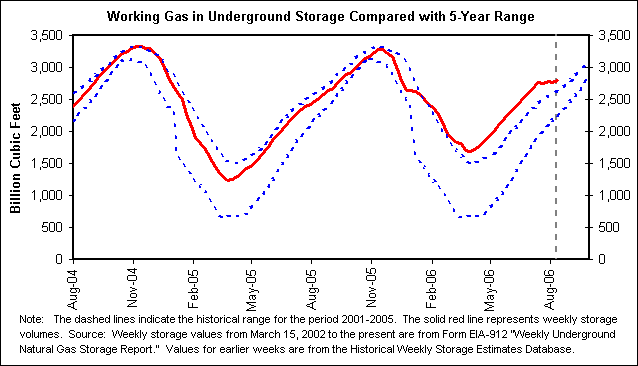 Working Gas in Underground Storage Compared with 5-Year Range
Billion Cubic Feet
3,500
3,000
2,500
2,000
1,500
1,000
500
0
3,500
3,000
2,500
2,000
1,500
1,000
500
0
Aug-04
Nov-04
Feb-05
May-05
Aug-05
Nov-05
Feb-06
May-06
Aug-06
Note: The dashed lines indicate the historical range for the period 2001-2005. The solid red line represents weekly storage
volumes. Source: Weekly storage values from March 15, 2002 to the present are from Form EIA-912 "Weekly Underground
Natural Gas Storage Report." Values for earlier weeks are from the Historical Weekly Storage Estimates Database.